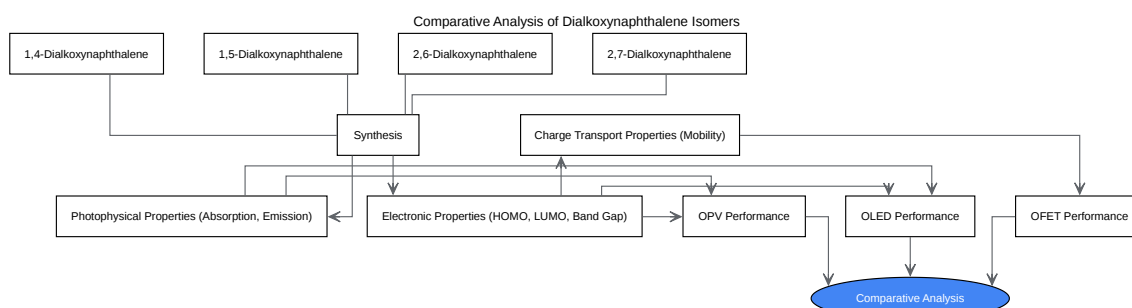 Comparative Analysis of Dialkoxynaphthalene Isomers
1,4-Dialkoxynaphthalene
1,5-Dialkoxynaphthalene
2,6-Dialkoxynaphthalene
2,7-Dialkoxynaphthalene
Synthesis
Charge Transport Properties (Mobility)
Photophysical Properties (Absorption, Emission)
Electronic Properties (HOMO, LUMO, Band Gap)
OPV Performance
OLED Performance
OFET Performance
Comparative Analysis